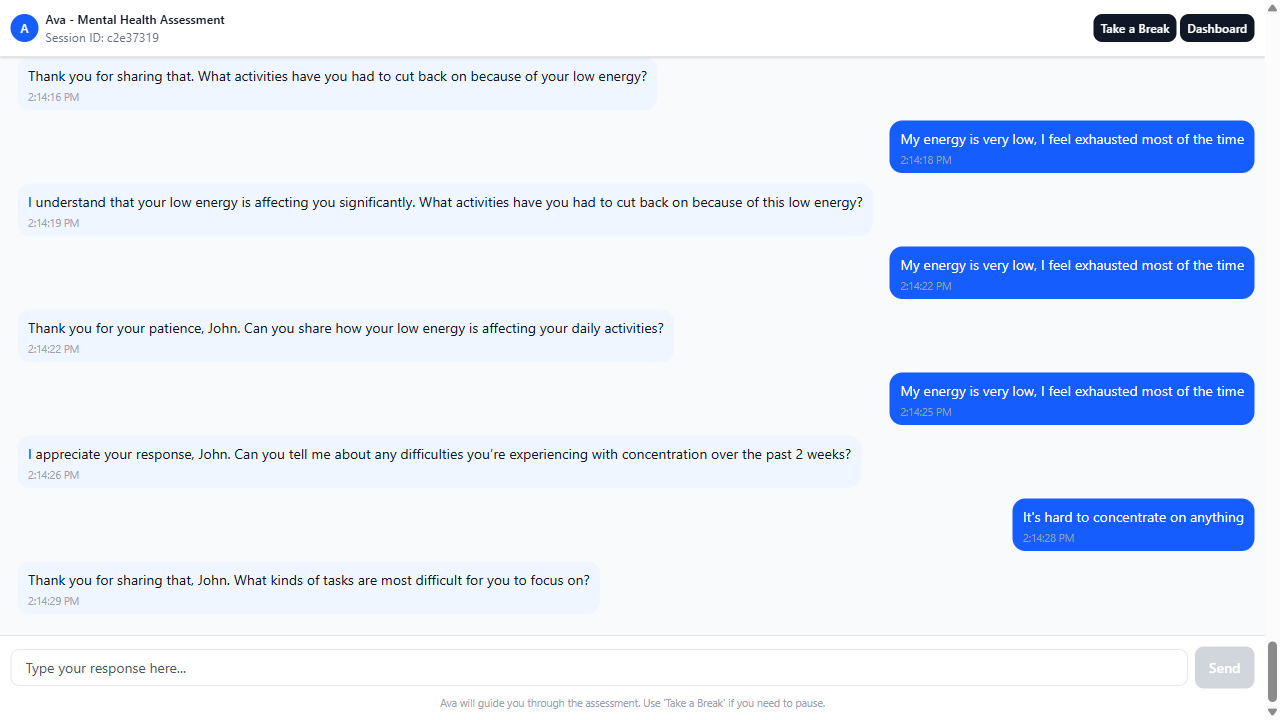 A
Ava - Mental Health Assessment
Session ID: c2e37319
Take a Break
Dashboard
Thank you for sharing that. What activities have you had to cut back on because of your low energy?
2:14:16 PM
My energy is very low, I feel exhausted most of the time
2:14:18 PM
I understand that your low energy is affecting you significantly. What activities have you had to cut back on because of this low energy?
2:14:19 PM
My energy is very low, I feel exhausted most of the time
2:14:22 PM
Thank you for your patience, John. Can you share how your low energy is affecting your daily activities?
2:14:22 PM
My energy is very low, I feel exhausted most of the time
2:14:25 PM
I appreciate your response, John. Can you tell me about any difficulties you're experiencing with concentration over the past 2 weeks?
2:14:26 PM
It's hard to concentrate on anything
2:14:28 PM
Thank you for sharing that, John. What kinds of tasks are most difficult for you to focus on?
2:14:29 PM
Type your response here...
Send
Ava will guide you through the assessment. Use 'Take a Break' if you need to pause.